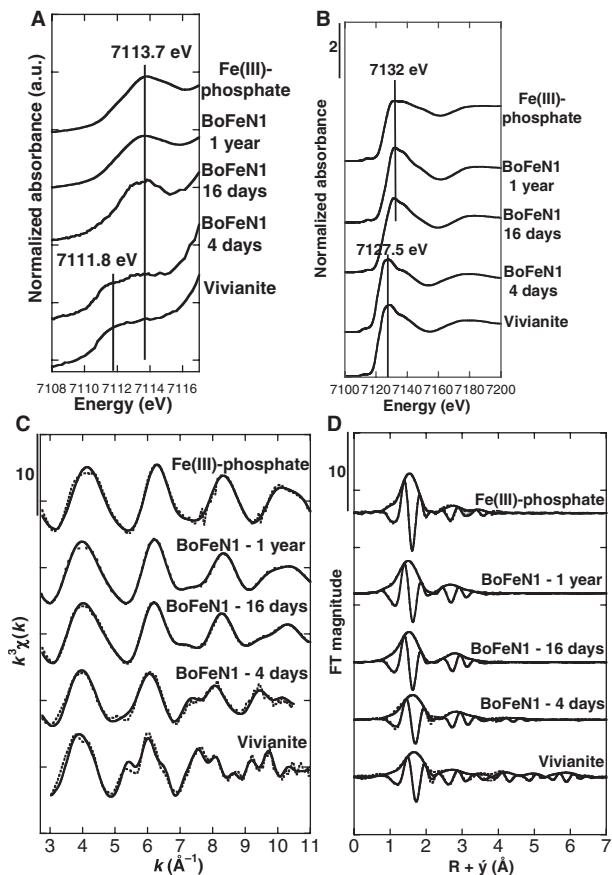 A
7113.7 eV
Fe(III)-
phosphate
BoFeN1
1 year
BoFeN1
16 days
BoFeN1
4 days
7111.8 eV
Vivianite
Normalized absorbance (a.u.)
7108 7110 7112 7114 7116
Energy (eV)
B
2
7132 eV
Fe(III)-
phosphate
BoFeN1
1 year
BoFeN1
16 days
7127.5 eV
BoFeN1
4 days
Vivianite
Normalized absorbance
7100 7120 7140 7160 7180 7200
Energy (eV)
C
10
Fe(III)-phosphate
BoFeN1 - 1 year
BoFeN1 - 16 days
BoFeN1 - 4 days
Vivianite
k³χ(k)
3 4 5 6 7 8 9 10 11
k (Å⁻¹)
D
10
Fe(III)-phosphate
BoFeN1 - 1 year
BoFeN1 - 16 days
BoFeN1 - 4 days
Vivianite
FT magnitude
0 1 2 3 4 5 6 7
R + ý (Å)